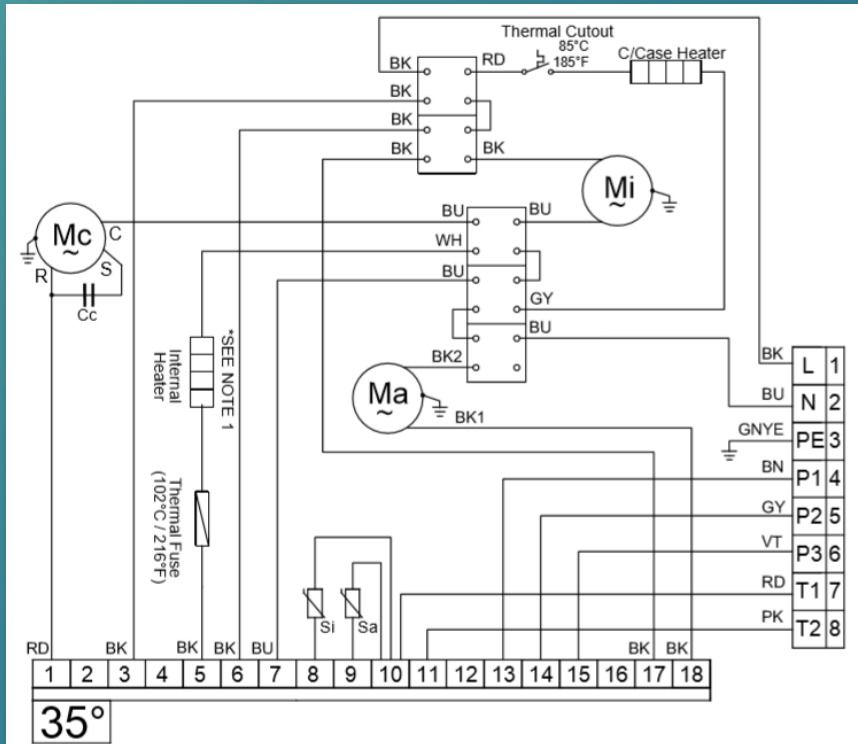 Thermal Cutout
85°C
185°F
C/Case Heater
BK
RD
BK
BK
BK
BK
Mi
~
BU
BU
WH
BU
GY
BU
BK2
Mc
~
C
S
R
Cc
Ma
~
BK1
*SEE NOTE 1
Internal
Heater
Thermal Fuse
(102°C / 216°F)
Si
Sa
BK L 1
BU N 2
GNYE PE 3
BN P1 4
GY P2 5
VT P3 6
RD T1 7
PK T2 8
RD BK BK BK BU BK BK
1 2 3 4 5 6 7 8 9 10 11 12 13 14 15 16 17 18
35°